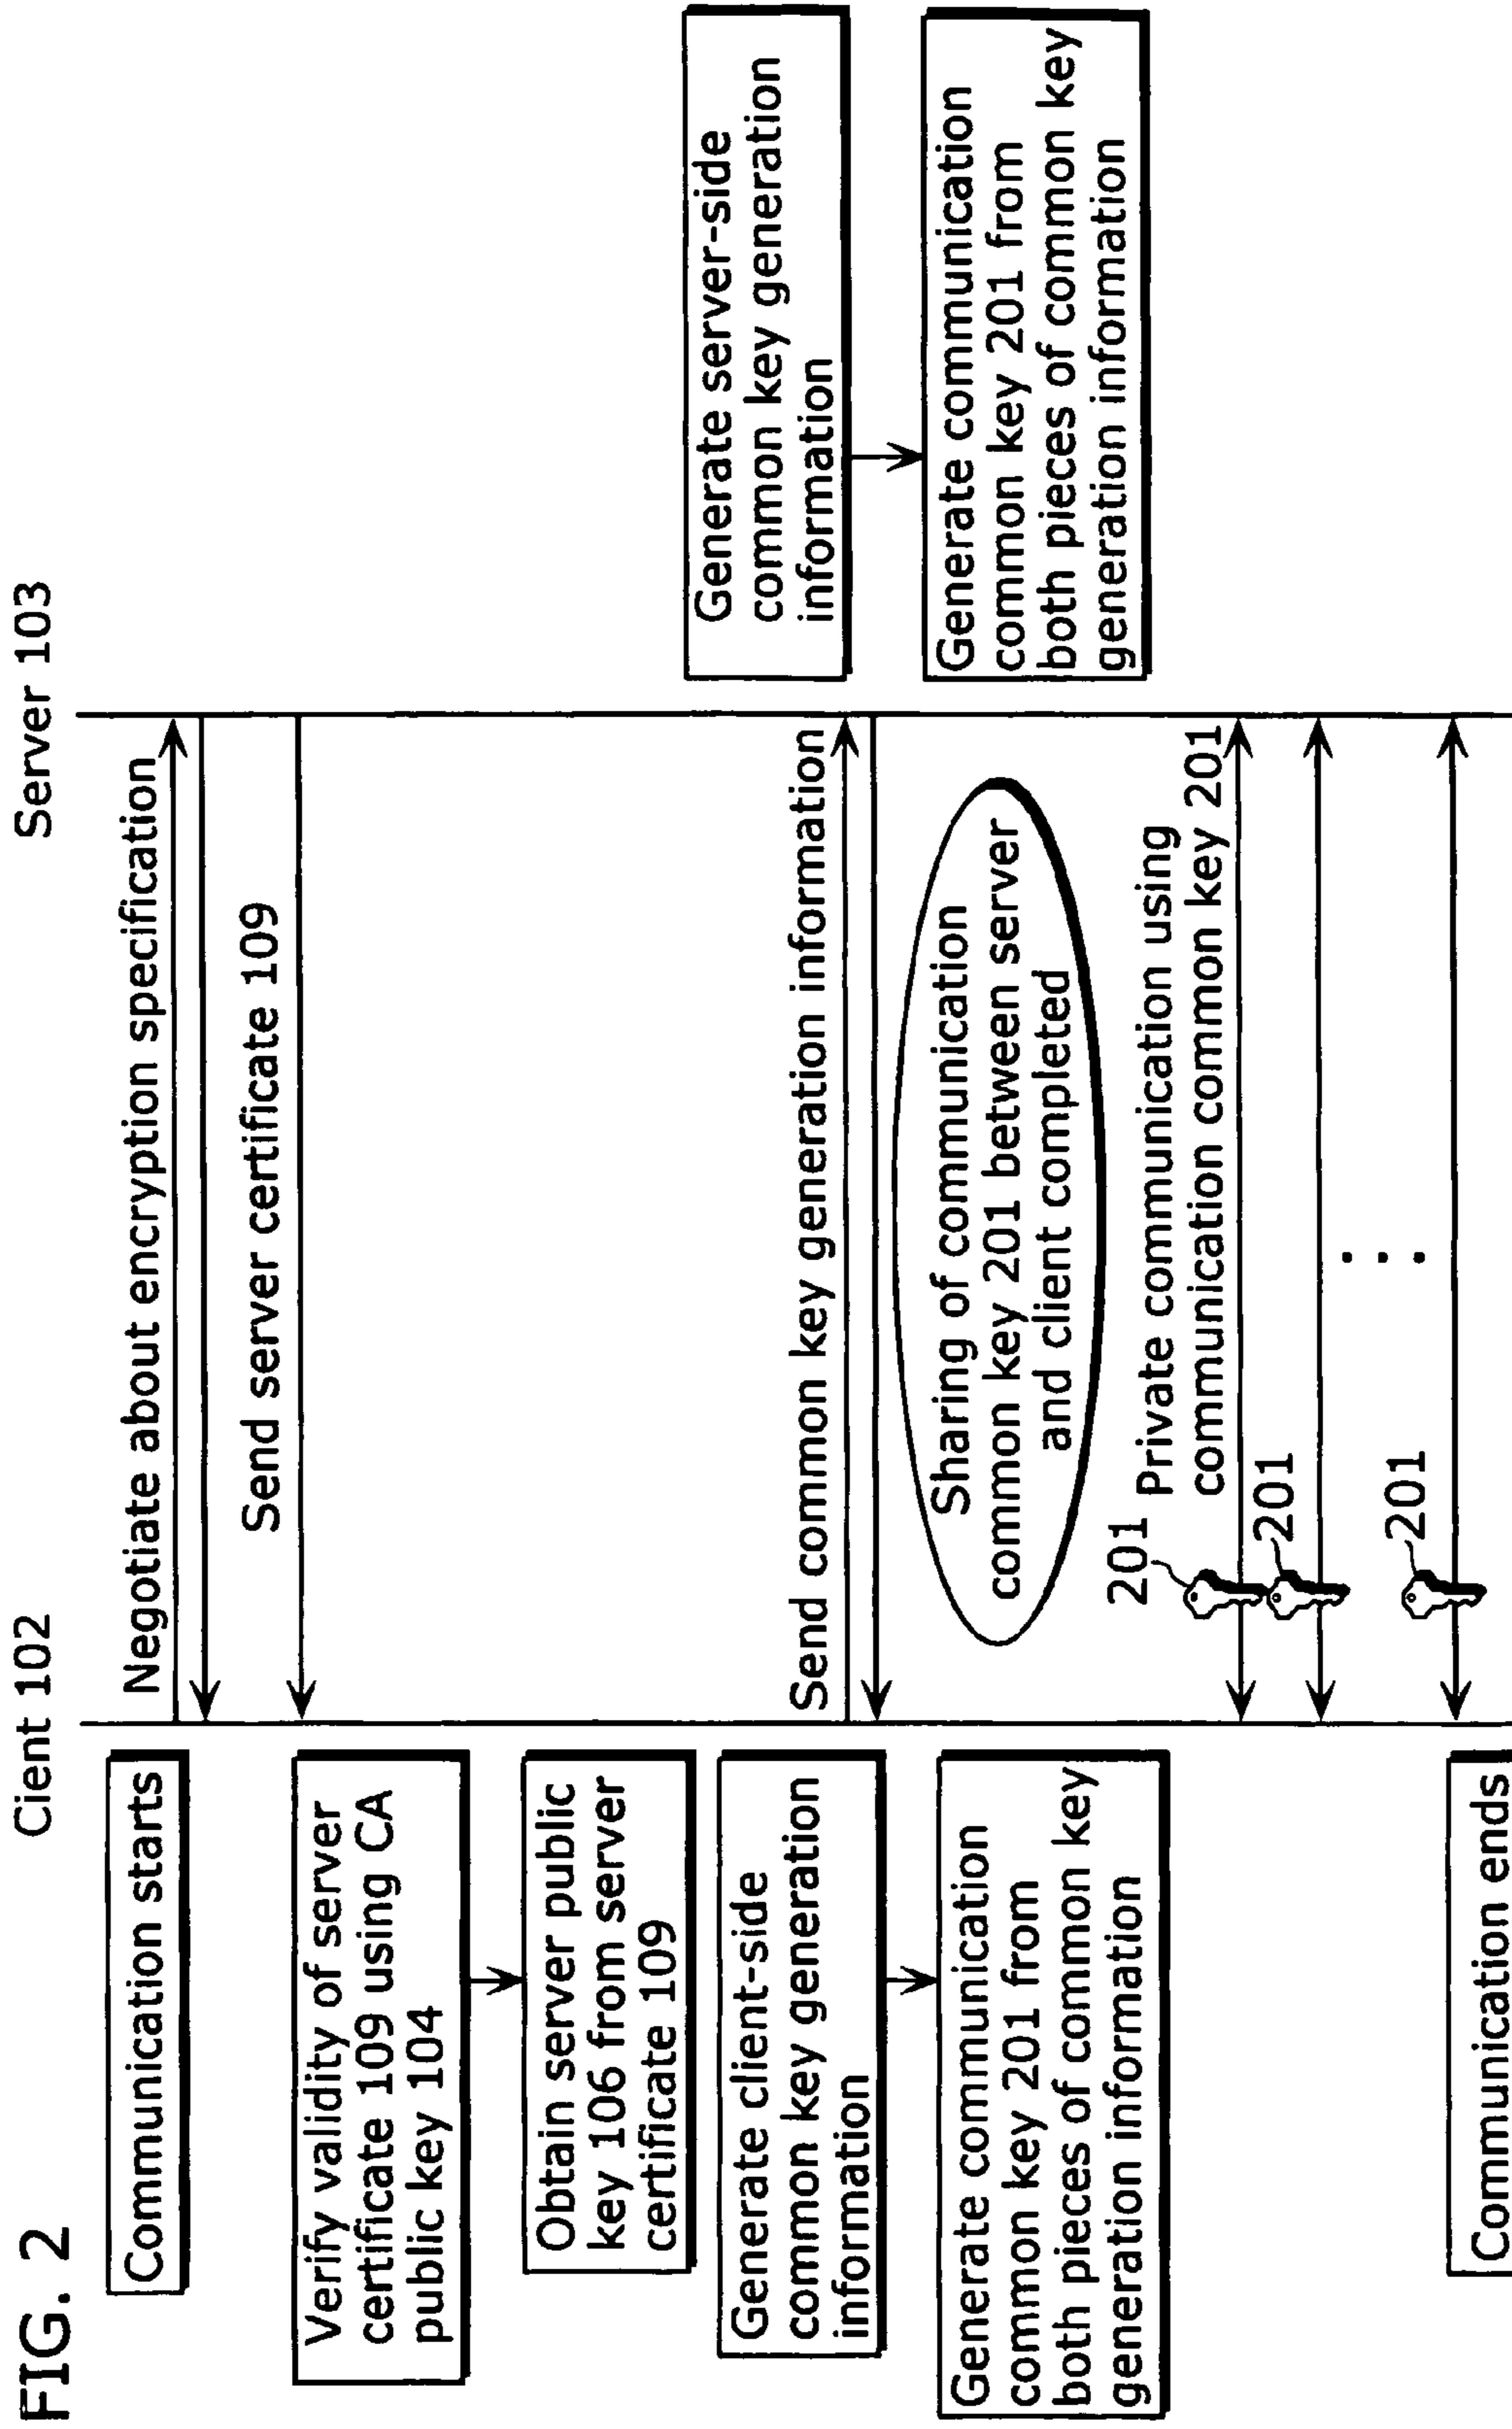 FIG. 2
Cient 102
Server 103
Communication starts
Negotiate about encryption specification
Send server certificate 109
Verify validity of server
certificate 109 using CA
public key 104
Obtain server public
key 106 from server
certificate 109
Generate client-side
common key generation
information
Send common key generation information
Generate server-side
common key generation
information
Generate communication
common key 201 from
both pieces of common key
generation information
Sharing of communication
common key 201 between server
and client completed
Generate communication
common key 201 from
both pieces of common key
generation information
201
Private communication using
communication common key 201
201
. . .
201
Communication ends